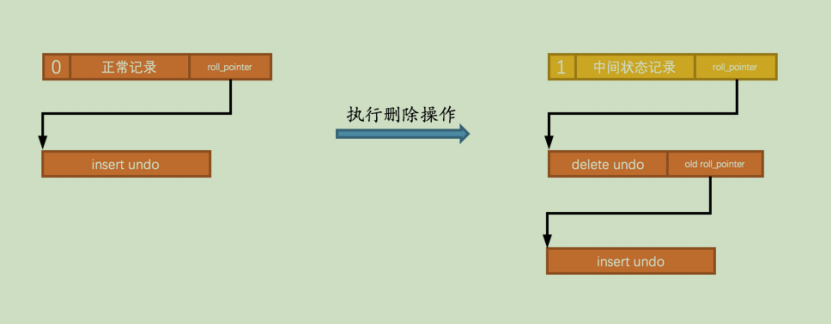 0 正常记录 roll_pointer
insert undo
执行删除操作
1 中间状态记录 roll_pointer
delete undo old roll_pointer
insert undo